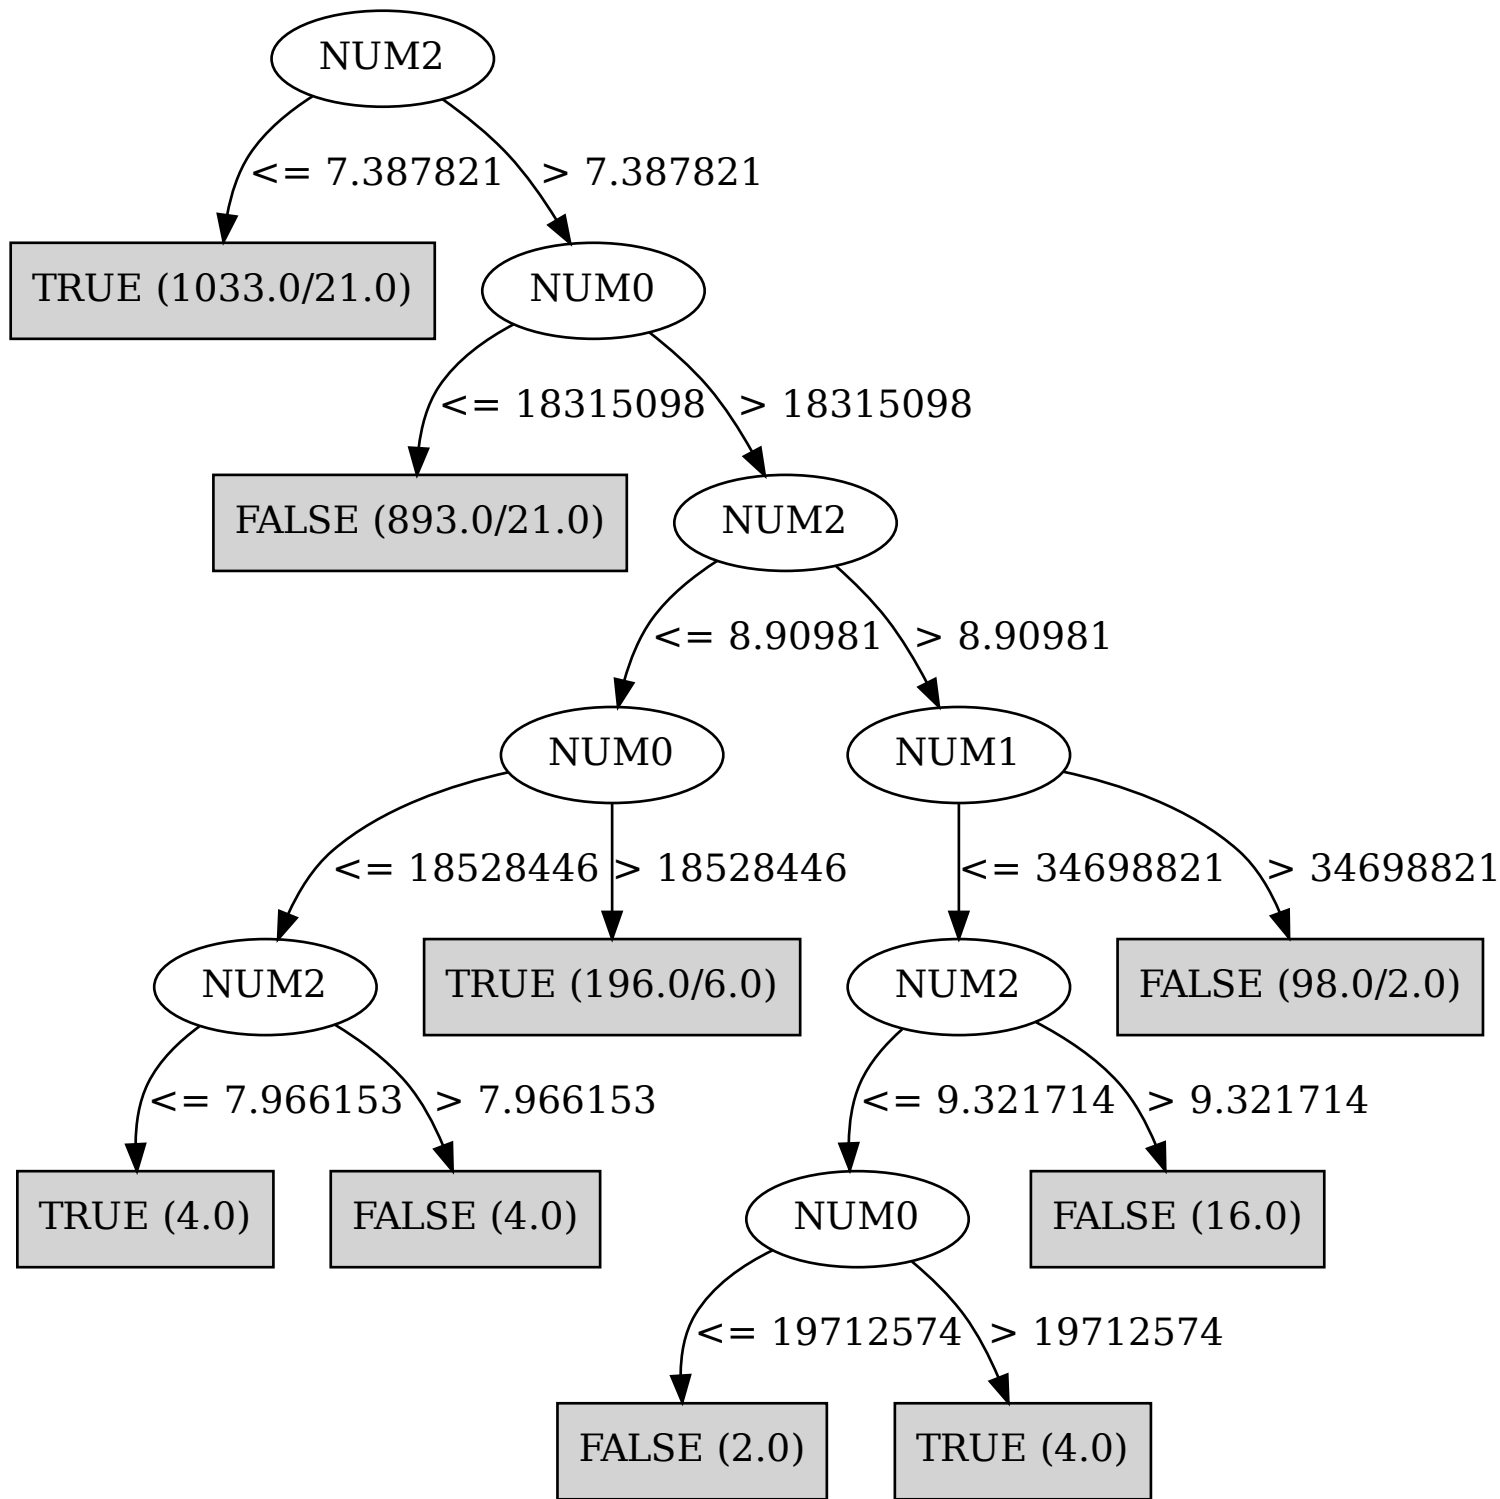 NUM2
<= 7.387821
> 7.387821
TRUE (1033.0/21.0)
NUM0
<= 18315098
> 18315098
FALSE (893.0/21.0)
NUM2
<= 8.90981
> 8.90981
NUM0
NUM1
<= 18528446
> 18528446
<= 34698821
> 34698821
NUM2
TRUE (196.0/6.0)
NUM2
FALSE (98.0/2.0)
<= 7.966153
> 7.966153
<= 9.321714
> 9.321714
TRUE (4.0)
FALSE (4.0)
NUM0
FALSE (16.0)
<= 19712574
> 19712574
FALSE (2.0)
TRUE (4.0)